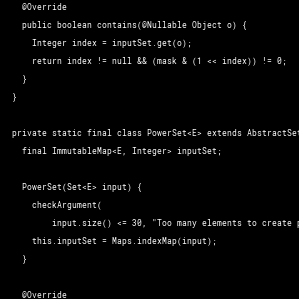 @Override
public boolean contains(@Nullable Object o) {
Integer index = inputSet.get(o);
return index != null && (mask & (1 << index)) != 0;
}
}
private static final class PowerSet<E> extends AbstractSet
final ImmutableMap<E, Integer> inputSet;
PowerSet(Set<E> input) {
checkArgument(
input.size() <= 30, "Too many elements to create p
this.inputSet = Maps.indexMap(input);
}
@Override